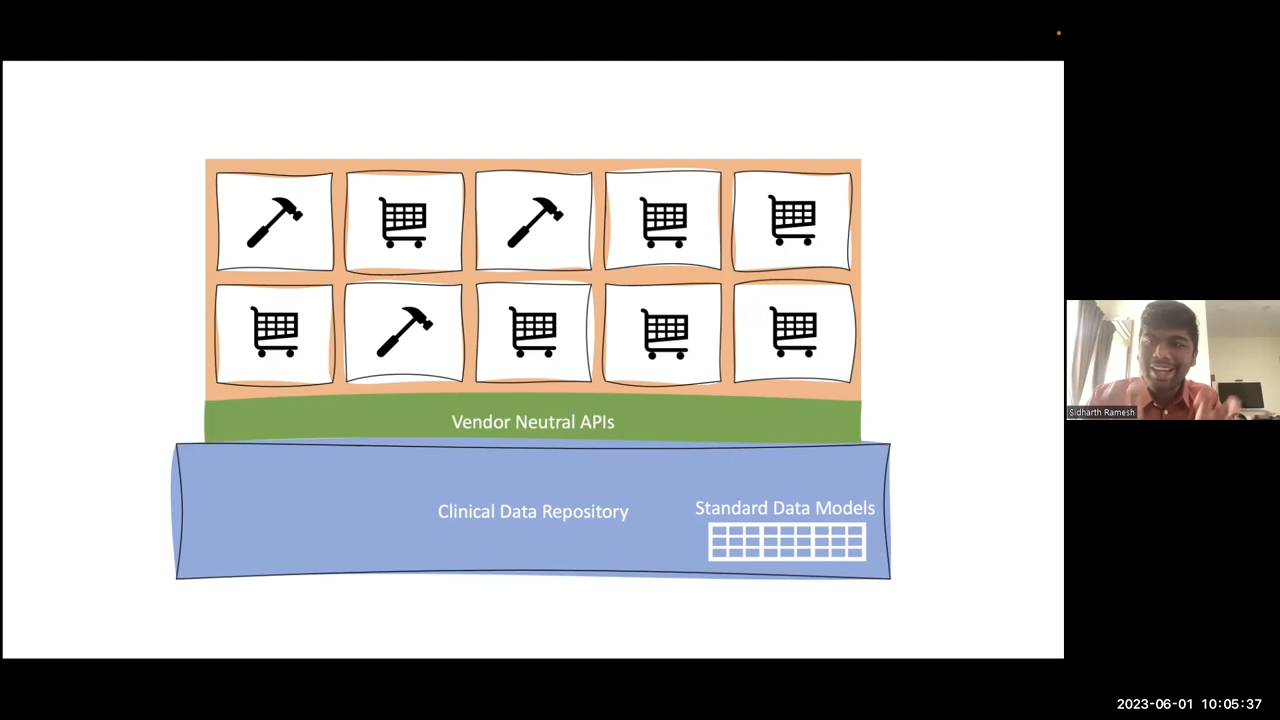 Vendor Neutral APIs
Clinical Data Repository
Standard Data Models
Sidharth Ramesh
2023-06-01 10:05:37